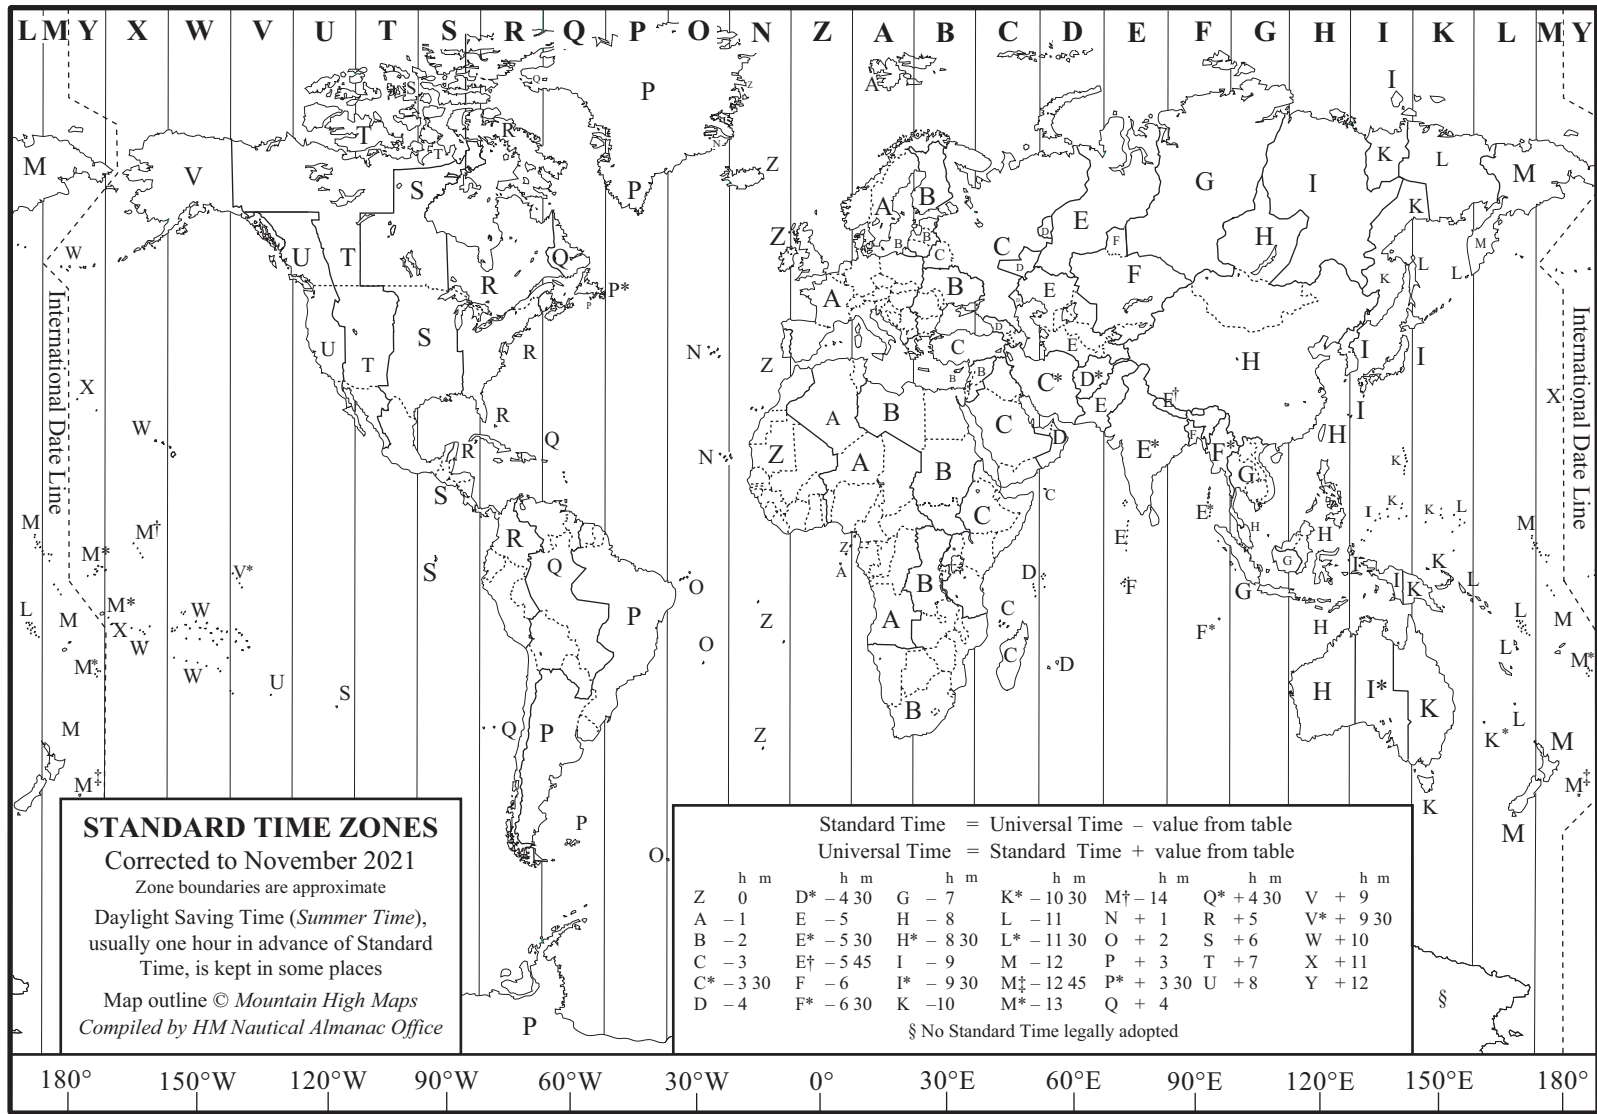 L M Y X W V U T S R Q P O N Z A B C D E F G H I K L M Y
International Date Line
International Date Line
STANDARD TIME ZONES
Corrected to November 2021
Zone boundaries are approximate
Daylight Saving Time (Summer Time),
usually one hour in advance of Standard
Time, is kept in some places
Map outline © Mountain High Maps
Compiled by HM Nautical Almanac Office
Standard Time = Universal Time – value from table
Universal Time = Standard Time + value from table
h m h m h m h m h m h m h m
Z 0 D* – 4 30 G – 7 K* – 10 30 M† – 14 Q* + 4 30 V + 9
A – 1 E – 5 H – 8 L – 11 N + 1 R + 5 V* + 9 30
B – 2 E* – 5 30 H* – 8 30 L* – 11 30 O + 2 S + 6 W + 10
C – 3 E† – 5 45 I – 9 M – 12 P + 3 T + 7 X + 11
C* – 3 30 F – 6 I* – 9 30 M‡ – 12 45 P* + 3 30 U + 8 Y + 12
D – 4 F* – 6 30 K –10 M* – 13 Q + 4
§ No Standard Time legally adopted
§
180° 150°W 120°W 90°W 60°W 30°W 0° 30°E 60°E 90°E 120°E 150°E 180°